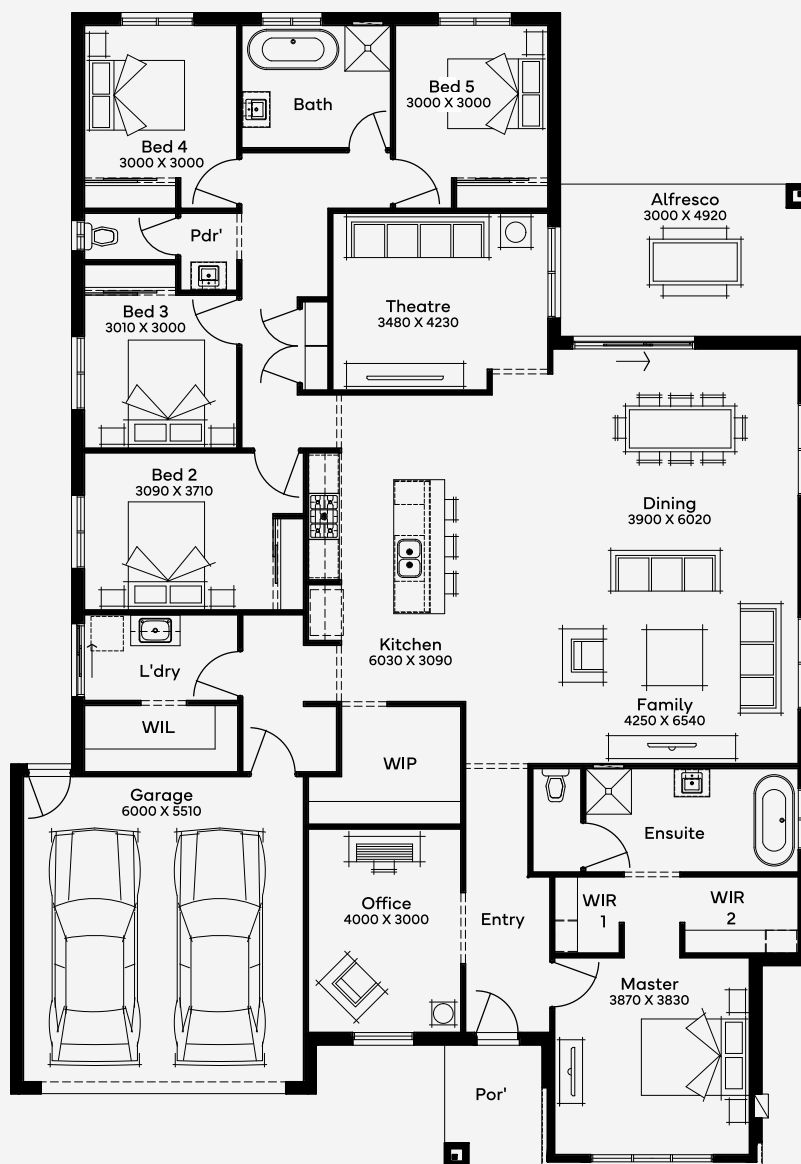 Bath
Bed 5
3000 X 3000
Bed 4
3000 X 3000
Alfresco
3000 X 4920
Pdr'
Theatre
3480 X 4230
Bed 3
3010 X 3000
Bed 2
3090 X 3710
Dining
3900 X 6020
Kitchen
6030 X 3090
L'dry
Family
4250 X 6540
WIL
WIP
Garage
6000 X 5510
Ensuite
Office
4000 X 3000
Entry
WIR
1
WIR
2
Master
3870 X 3830
Por'